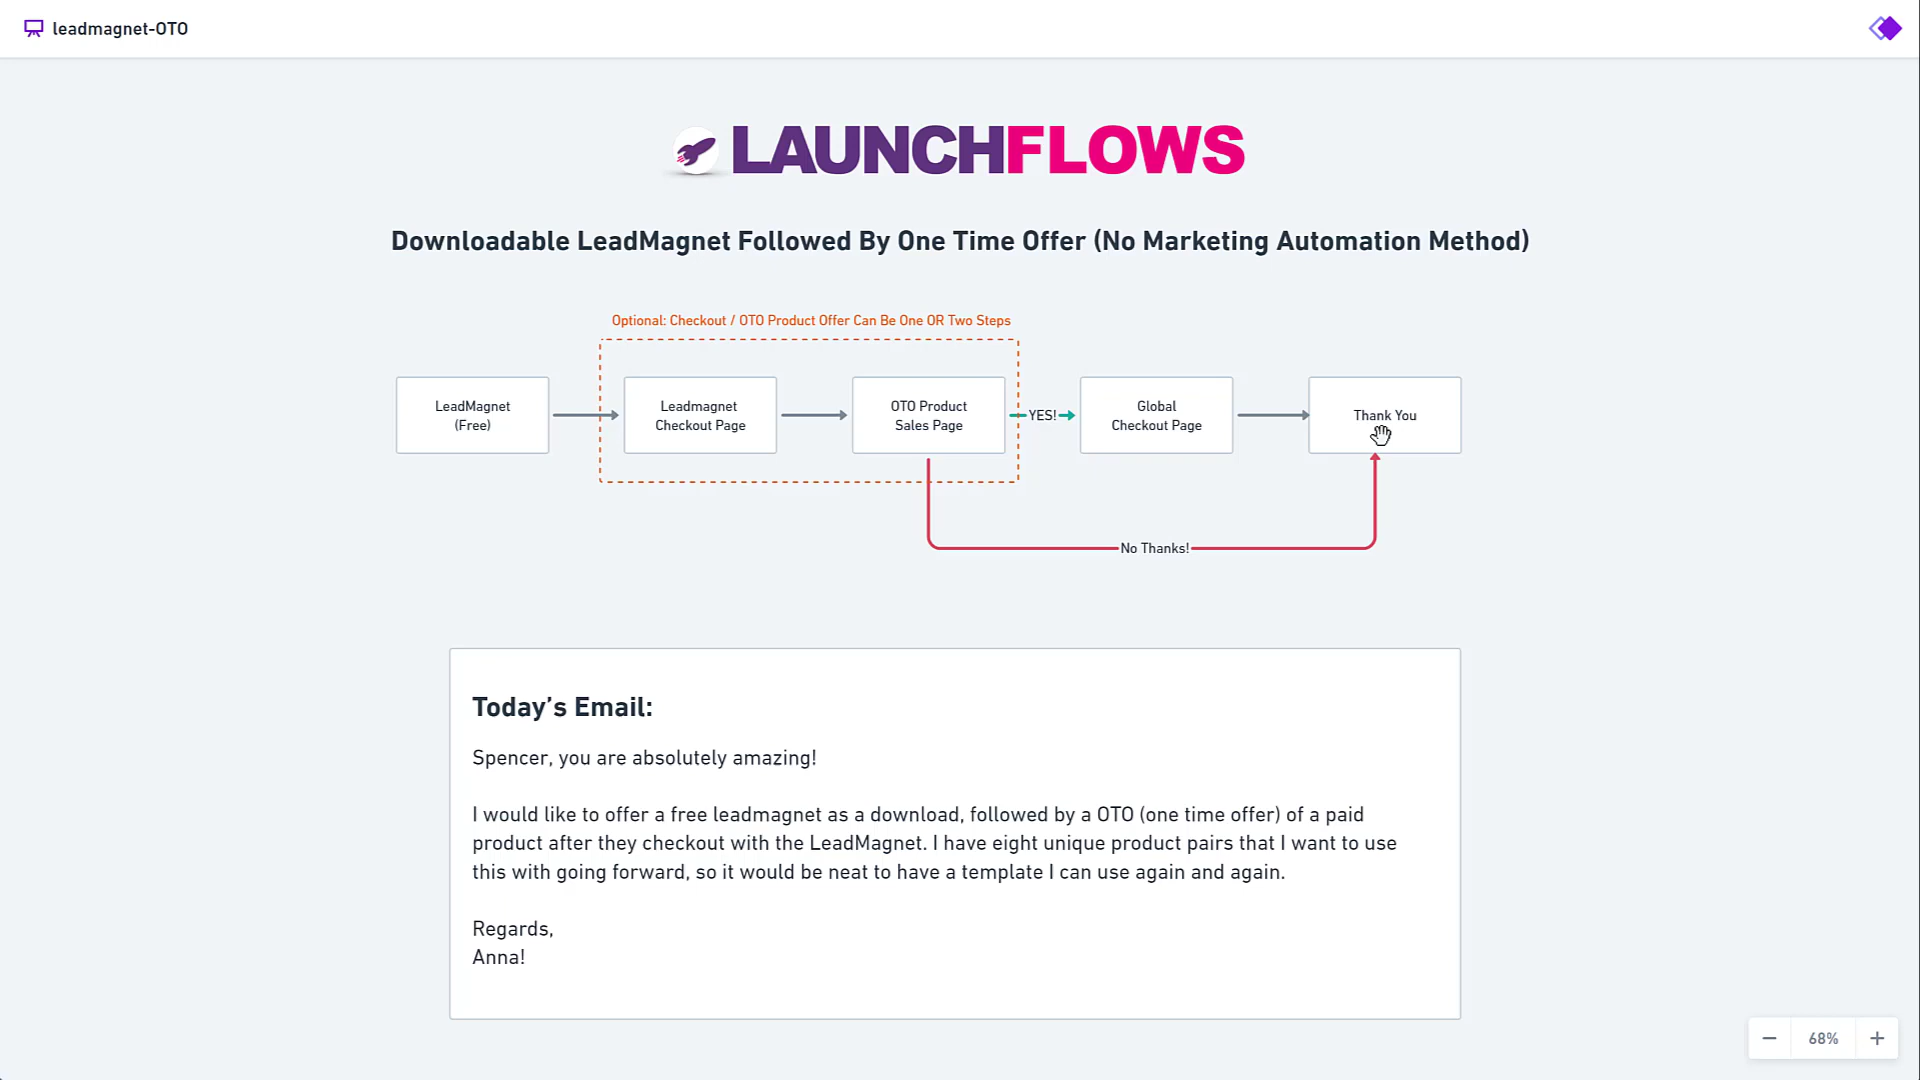 leadmagnet-OTO
LAUNCHFLOWS
Downloadable LeadMagnet Followed By One Time Offer (No Marketing Automation Method)
Optional: Checkout / OTO Product Offer Can Be One OR Two Steps
LeadMagnet
(Free)
Leadmagnet
Checkout Page
OTO Product
Sales Page
YES!
Global
Checkout Page
Thank You
No Thanks!
Today's Email:
Spencer, you are absolutely amazing!
I would like to offer a free leadmagnet as a download, followed by a OTO (one time offer) of a paid
product after they checkout with the LeadMagnet. I have eight unique product pairs that I want to use
this with going forward, so it would be neat to have a template I can use again and again.
Regards,
Anna!
68%